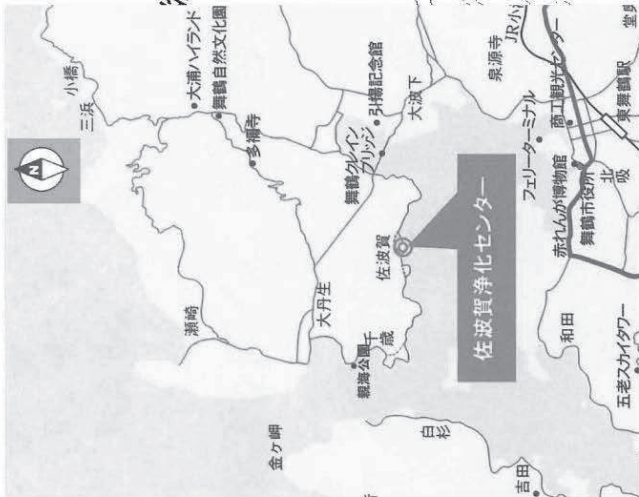 N
小橋
三浜
大浦ハイランド
舞鶴自然文化園
多禰寺
瀬崎
引揚記念館
大波下
舞鶴クレイン
ブリッジ
佐波賀
大丹生
千歳
親海公園
金ヶ岬
佐波賀浄化センター
泉源寺
JR小
フェリーターミナル
商工観光センター
東舞鶴駅
赤れんが博物館
舞鶴市役所
北吸
和田
五老スカイタワー
白杉
吉田